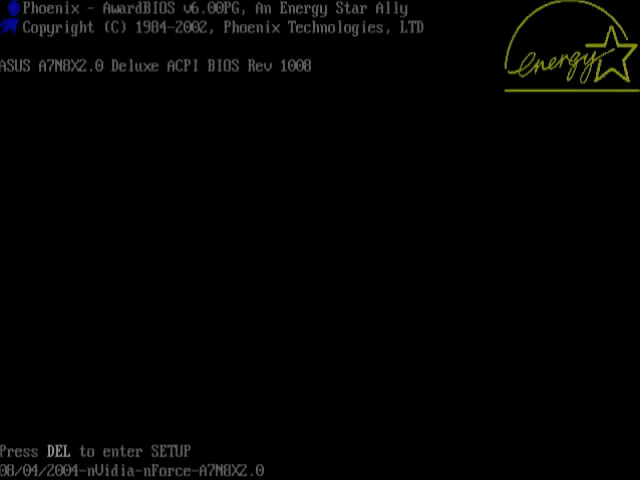 Phoenix - AwardBIOS v6.00PG, An Energy Star Ally
Copyright (C) 1984-2002, Phoenix Technologies, LTD
energy
ASUS A7N8X2.0 Deluxe ACPI BIOS Rev 1008
Press DEL to enter SETUP
08/04/2004-nVidia-nForce-A7N8X2.0